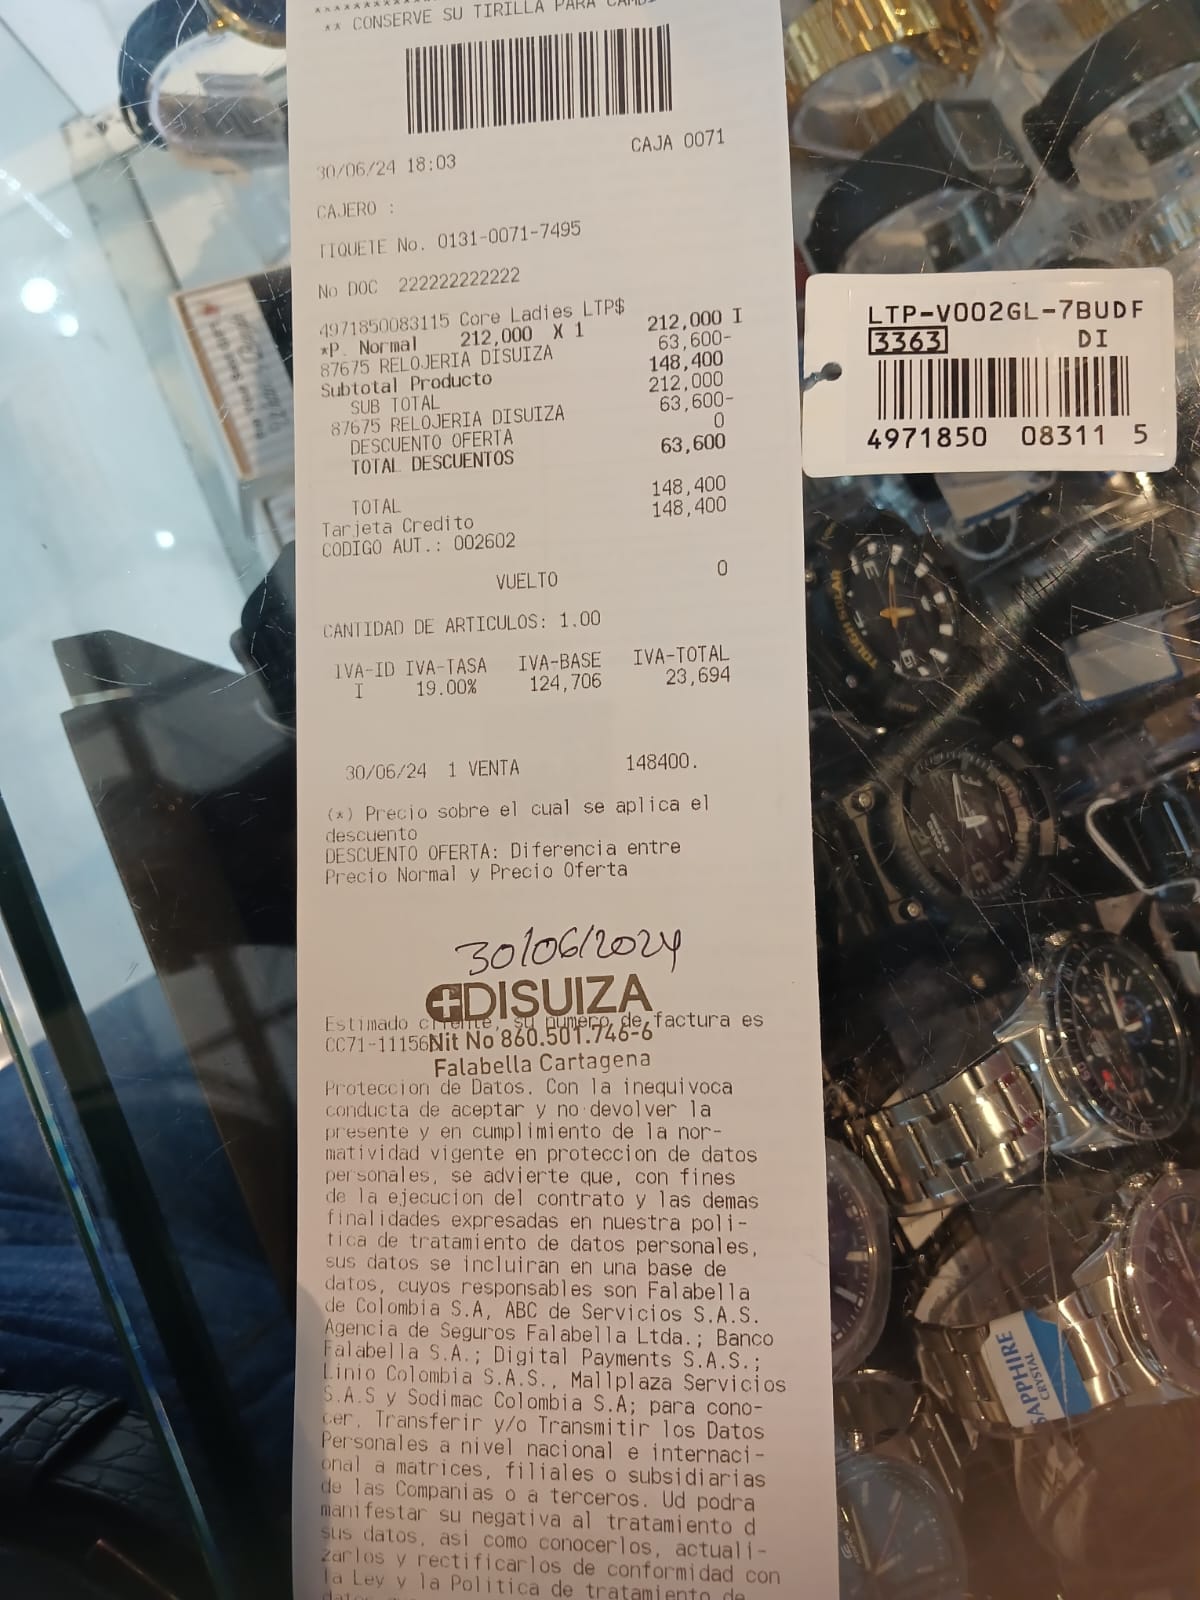 ** CONSERVE SU TIRILLA PARA
30/06/24 18:03 CAJA 0071
CAJERO :
TIQUETE No. 0131-0071-7495
No DOC 222222222222
4971850083115 Core Ladies LTP$
*P. Normal 212,000 X 1 212,000 I
87675 RELOJERIA DISUIZA 63,600-
Subtotal Producto 148,400
SUB TOTAL 212,000
87675 RELOJERIA DISUIZA 63,600-
DESCUENTO OFERTA 0
TOTAL DESCUENTOS 63,600
TOTAL 148,400
Tarjeta Credito 148,400
CODIGO AUT.: 002602
VUELTO 0
CANTIDAD DE ARTICULOS: 1.00
IVA-ID IVA-TASA IVA-BASE IVA-TOTAL
I 19.00% 124,706 23,694
30/06/24 1 VENTA 148400.
(*) Precio sobre el cual se aplica el
descuento
DESCUENTO OFERTA: Diferencia entre
Precio Normal y Precio Oferta
30/06/2024
DISUIZA
Estimado cliente, su numero de factura es
CC71-11156
Nit No 860.501.746-6
Falabella Cartagena
Proteccion de Datos. Con la inequivoca
conducta de aceptar y no devolver la
presente y en cumplimiento de la nor-
matividad vigente en proteccion de datos
personales, se advierte que, con fines
de la ejecucion del contrato y las demas
finalidades expresadas en nuestra poli-
tica de tratamiento de datos personales,
sus datos se incluiran en una base de
datos, cuyos responsables son Falabella
de Colombia S.A, ABC de Servicios S.A.S.
Agencia de Seguros Falabella Ltda.; Banco
Falabella S.A.; Digital Payments S.A.S.;
Linio Colombia S.A.S., Mallplaza Servicios
S.A.S y Sodimac Colombia S.A; para cono-
cer, Transferir y/o Transmitir los Datos
Personales a nivel nacional e internaci-
onal a matrices, filiales o subsidiarias
de las Companias o a terceros. Ud podra
manifestar su negativa al tratamiento d
sus datos, asi como conocerlos, actuali-
zarlos y rectificarlos de conformidad con
la Ley y la Politica de tratamiento de
LTP-V002GL-7BUDF
3363 DI
4971850 08311 5
SAPPHIRE
CRYSTAL